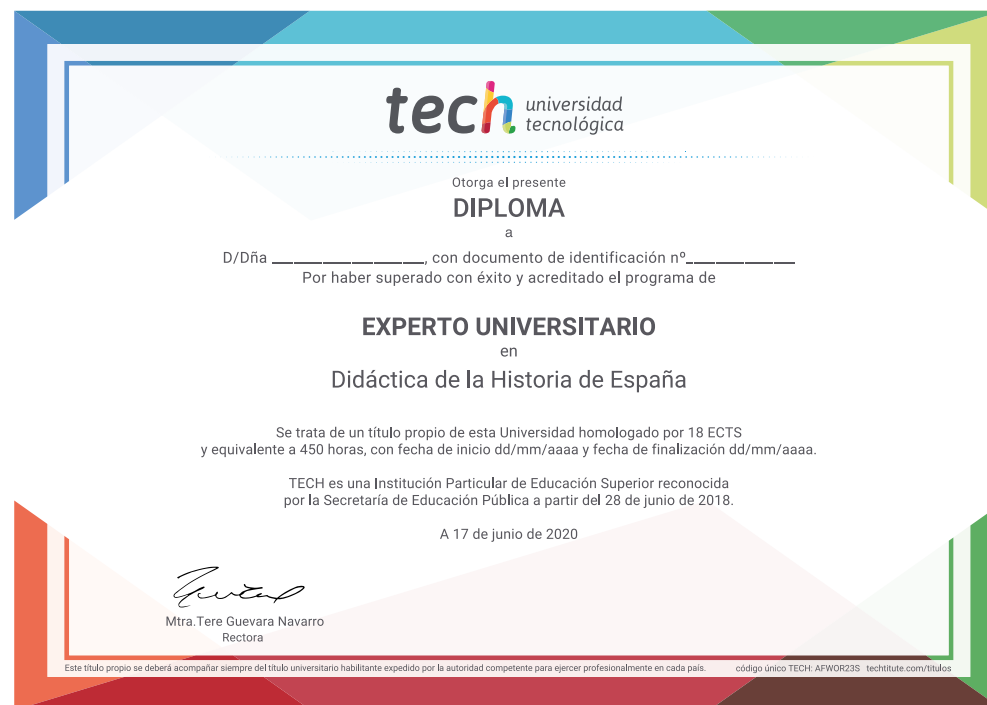 tech universidad
tecnológica
Otorga el presente
DIPLOMA
a
D/Dña ____________________, con documento de identificación nº______________
Por haber superado con éxito y acreditado el programa de
EXPERTO UNIVERSITARIO
en
Didáctica de la Historia de España
Se trata de un título propio de esta Universidad homologado por 18 ECTS
y equivalente a 450 horas, con fecha de inicio dd/mm/aaaa y fecha de finalización dd/mm/aaaa.
TECH es una Institución Particular de Educación Superior reconocida
por la Secretaría de Educación Pública a partir del 28 de junio de 2018.
A 17 de junio de 2020
Mtra.Tere Guevara Navarro
Rectora
Este título propio se deberá acompañar siempre del título universitario habilitante expedido por la autoridad competente para ejercer profesionalmente en cada país. código único TECH: AFWOR23S techtitute.com/titulos